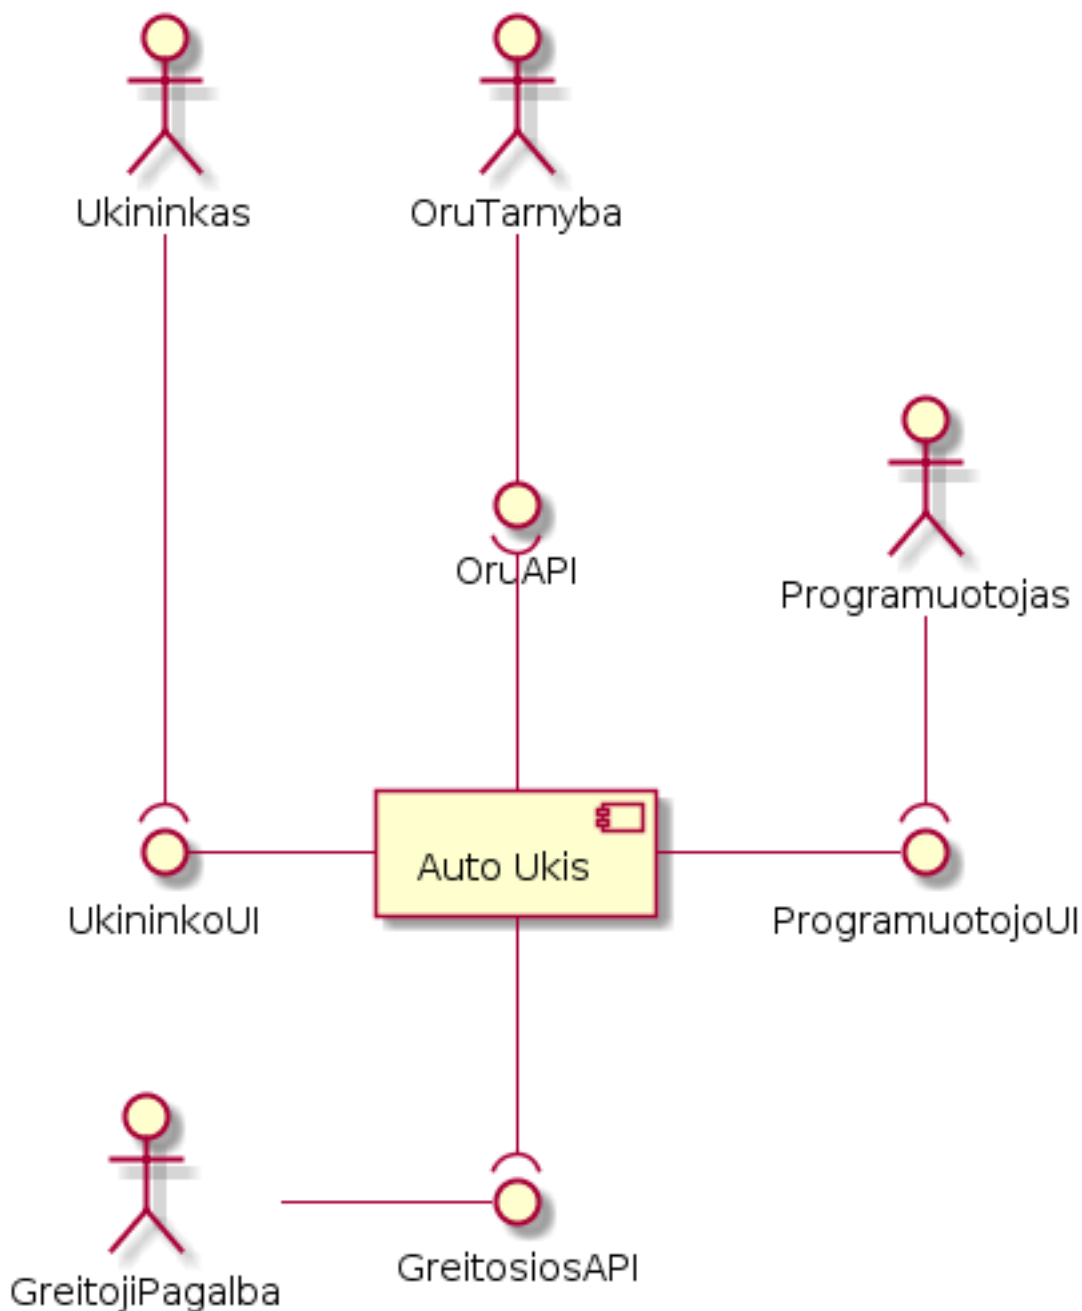 Ukininkas
OruTarnyba
OruAPI
Programuotojas
Auto Ukis
UkininkoUI
ProgramuotojoUI
GreitosiosAPI
GreitojiPagalba